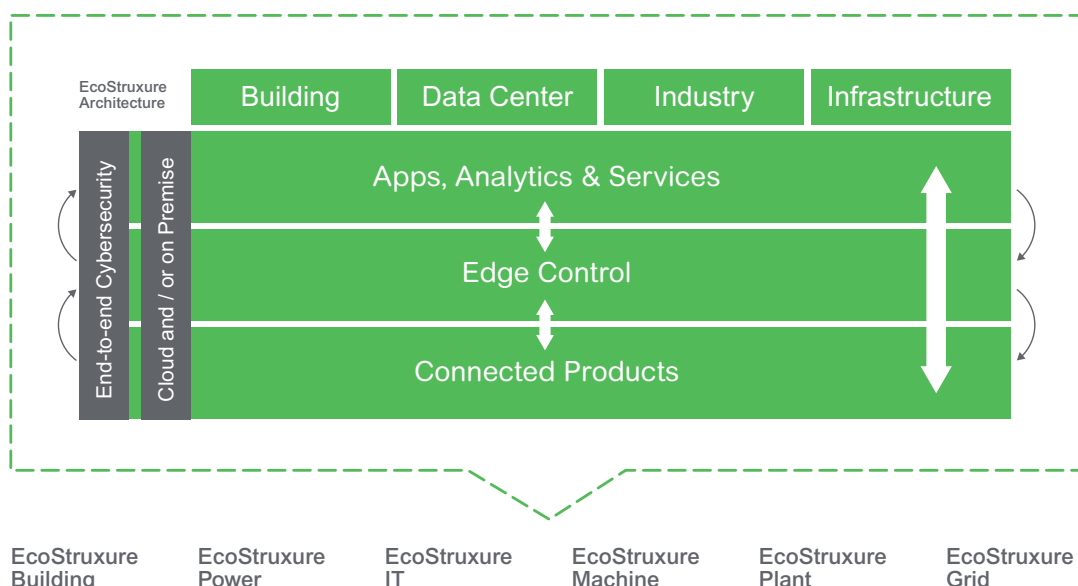 EcoStruxure
Architecture
Building
Data Center
Industry
Infrastructure
End-to-end Cybersecurity
Cloud and / or on Premise
Apps, Analytics & Services
Edge Control
Connected Products
EcoStruxure
Building
EcoStruxure
Power
EcoStruxure
IT
EcoStruxure
Machine
EcoStruxure
Plant
EcoStruxure
Grid